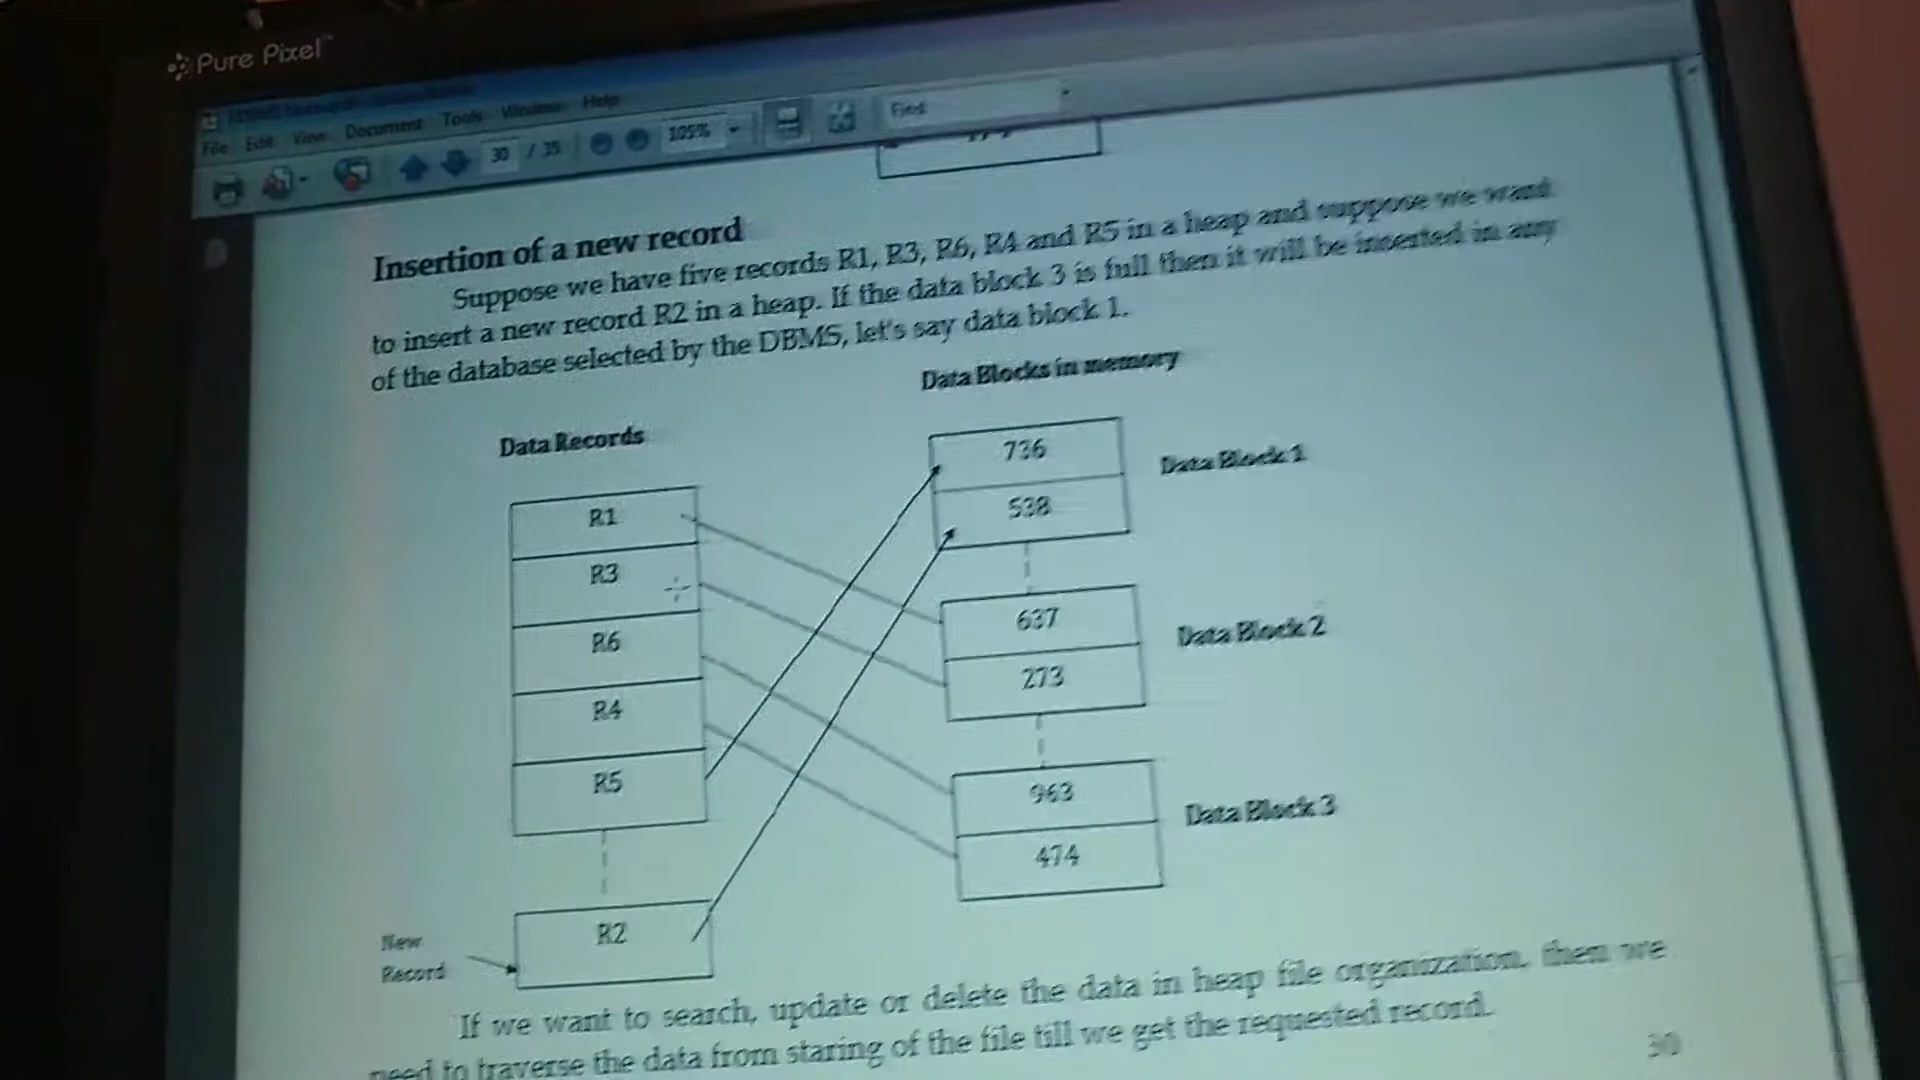 Pure Pixel™
Window Help
File Edit View Document Tools
30 / 35 105% Find
Insertion of a new record
Suppose we have five records R1, R3, R6, R4 and R5 in a heap and suppose we want
to insert a new record R2 in a heap. If the data block 3 is full then it will be inserted in any
of the database selected by the DBMS, let's say data block 1.
Data Blocks in memory
Data Records
736
Data Block 1
538
R1
R3
637
Data Block 2
R6
273
R4
963
Data Block 3
R5
474
New
Record
R2
If we want to search, update or delete the data in heap file organization, then we
need to traverse the data from staring of the file till we get the requested record.
30